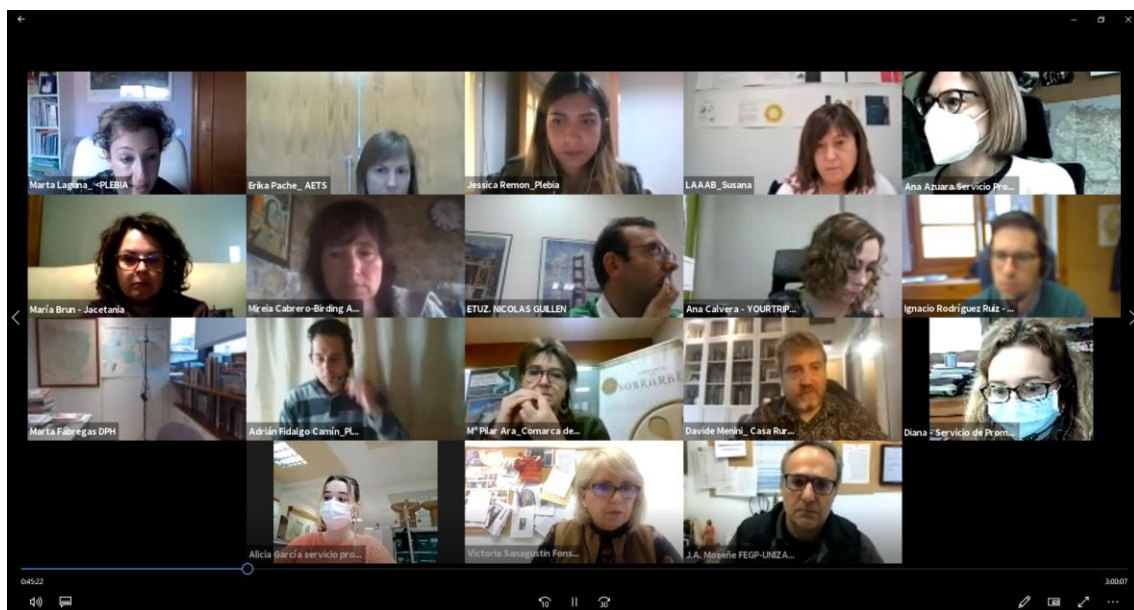 Marta Laguna_ <PLEBIA
Erika Pache_ AETS
Jessica Remon_Plebia
LAAAB_Susana
Ana Azuara.Servicio Pro...
María Brun - Jacetania
Mireia Cabrero-Birding A...
ETUZ. NICOLAS GUILLEN
Ana Calvera - YOURTRIP...
Ignacio Rodríguez Ruiz - ...
Marta Fábregas DPH
Adrián Fidalgo Camín_Pl...
Mª Pilar Ara_Comarca de...
SOBRARBE
Davide Menini_ Casa Rur...
Diana - Servicio de Prom...
Alicia García servicio pro...
Victoria Sanagustín Fons...
J.A. Moseñe FEGP-UNIZA...
0:45:22
3:00:07
10
30